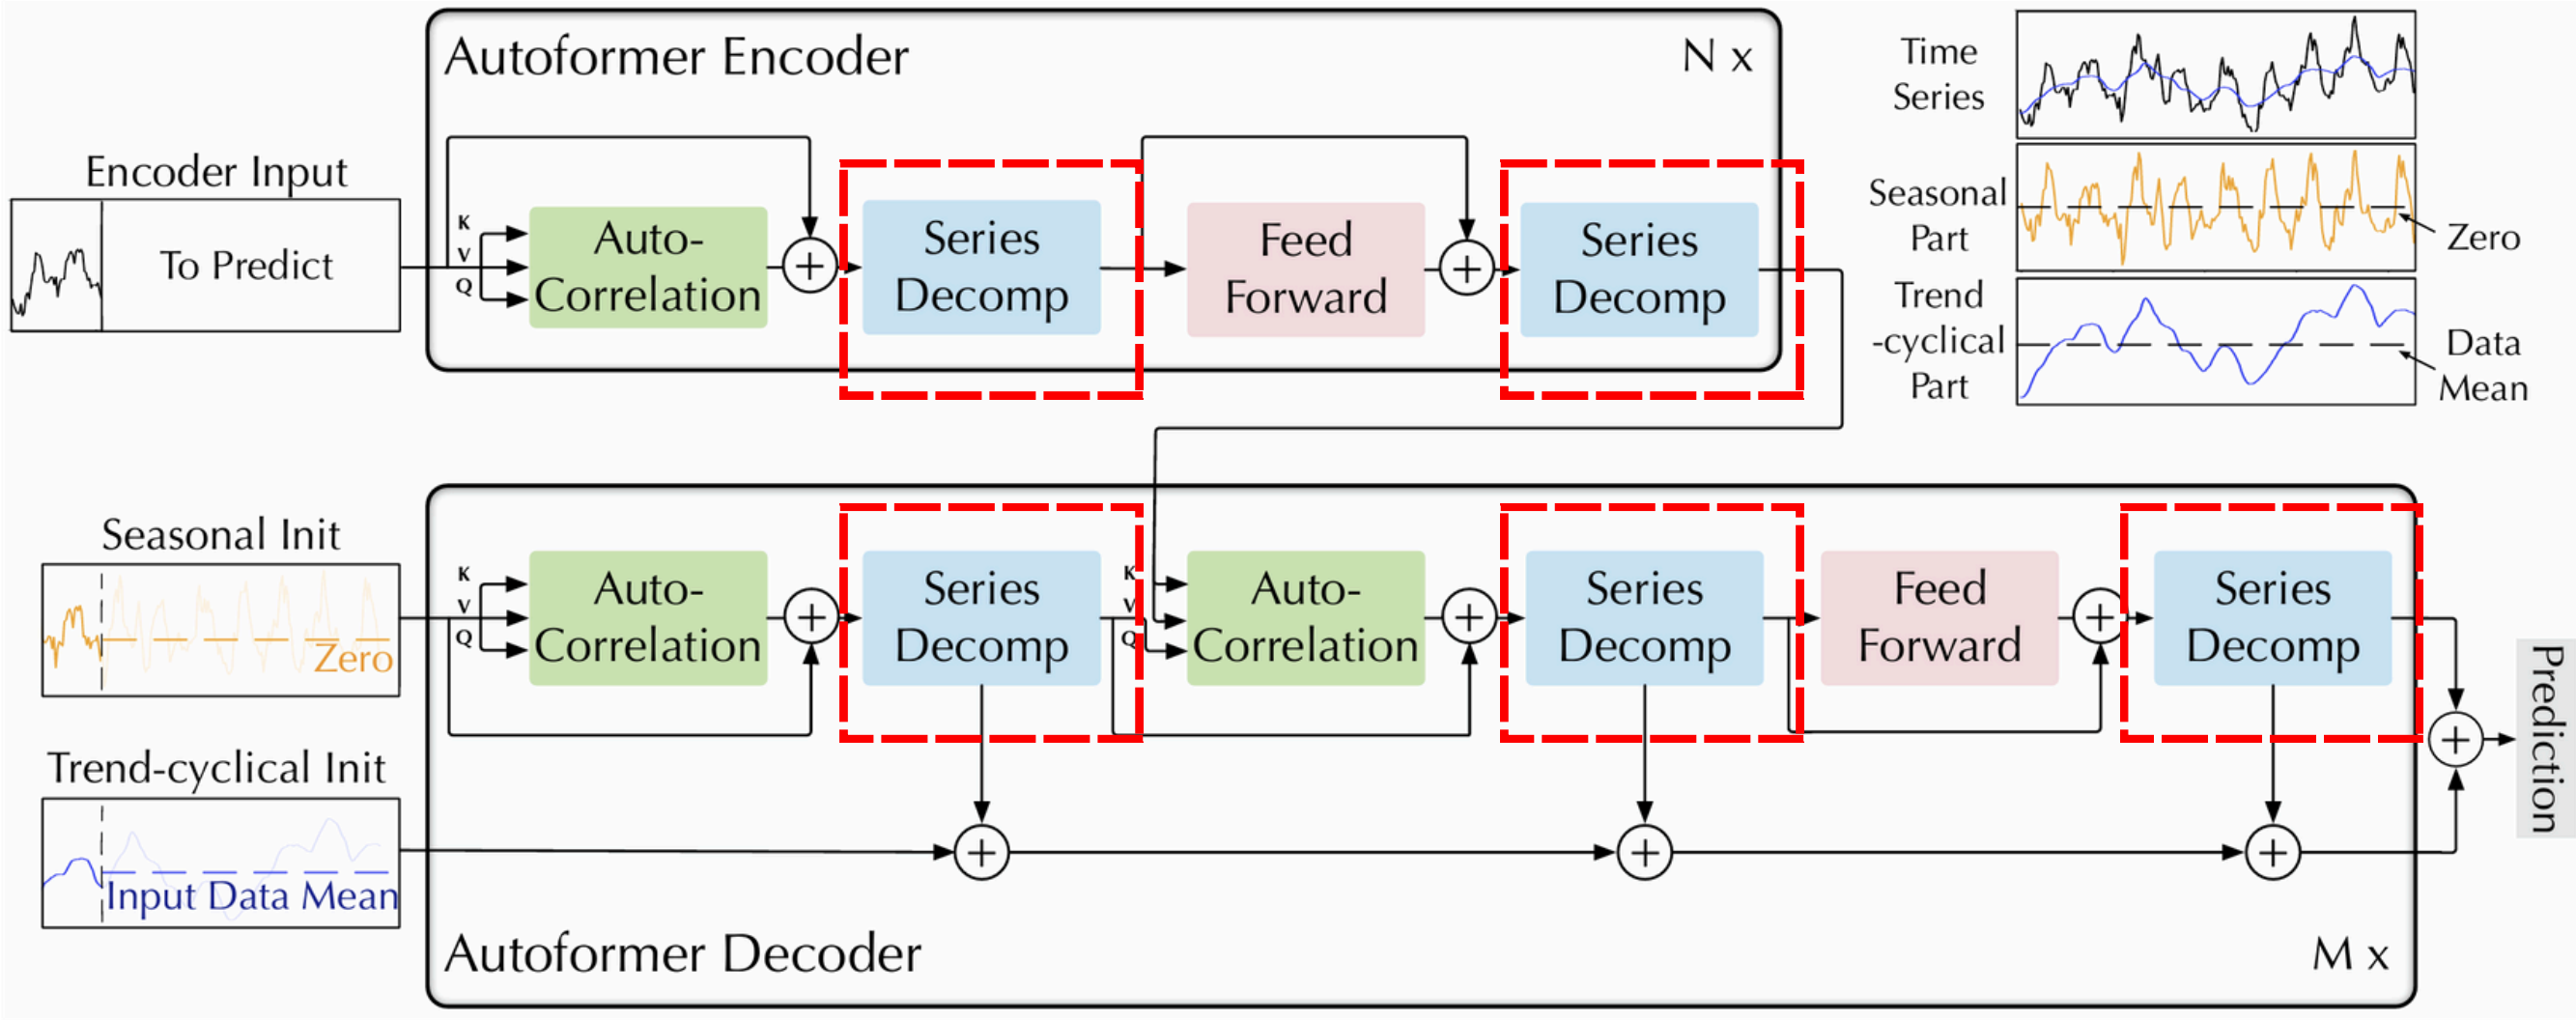 Autoformer Encoder
N x
Encoder Input
To Predict
K
V
Q
Auto-
Correlation
Series
Decomp
Feed
Forward
Series
Decomp
Time
Series
Seasonal
Part
Zero
Trend
-cyclical
Part
Data
Mean
Seasonal Init
Zero
K
V
Q
Auto-
Correlation
Series
Decomp
K
V
Q
Auto-
Correlation
Series
Decomp
Feed
Forward
Series
Decomp
Prediction
Trend-cyclical Init
Input Data Mean
Autoformer Decoder
M x